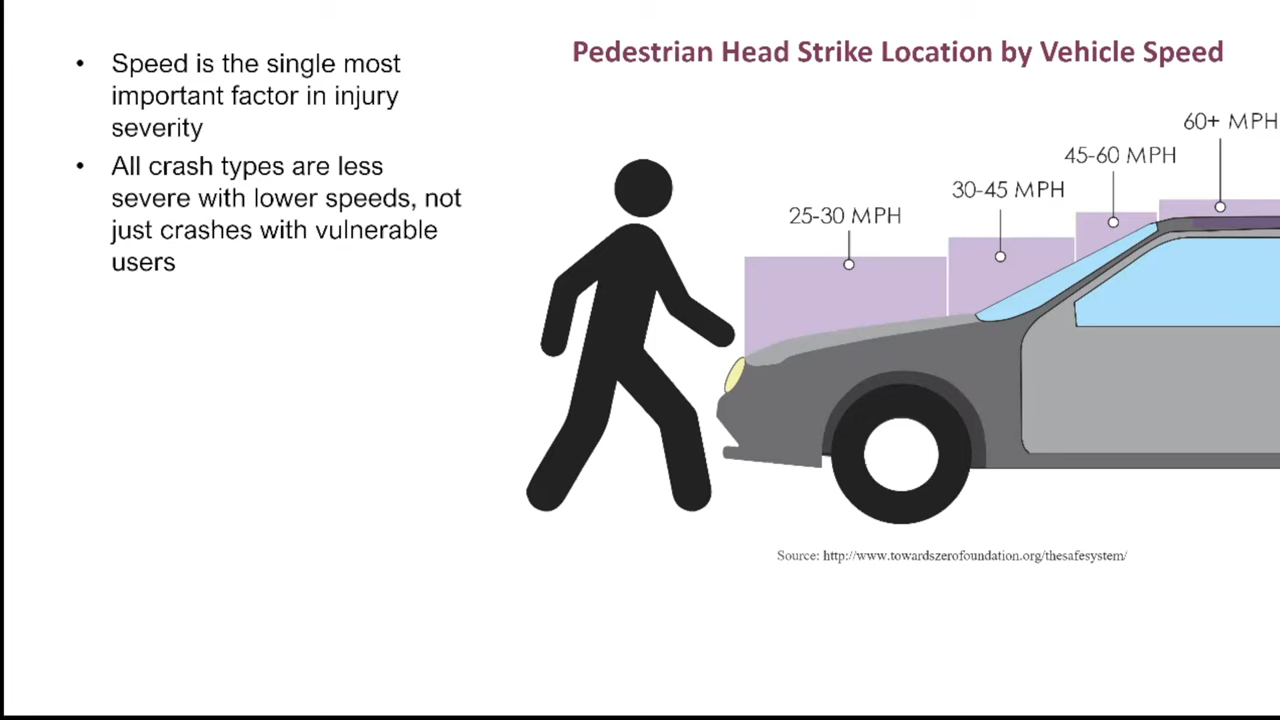 • Speed is the single most
important factor in injury
severity
• All crash types are less
severe with lower speeds, not
just crashes with vulnerable
users
Pedestrian Head Strike Location by Vehicle Speed
60+ MPH
45-60 MPH
30-45 MPH
25-30 MPH
Source: http://www.towardszerofoundation.org/thesafesystem/